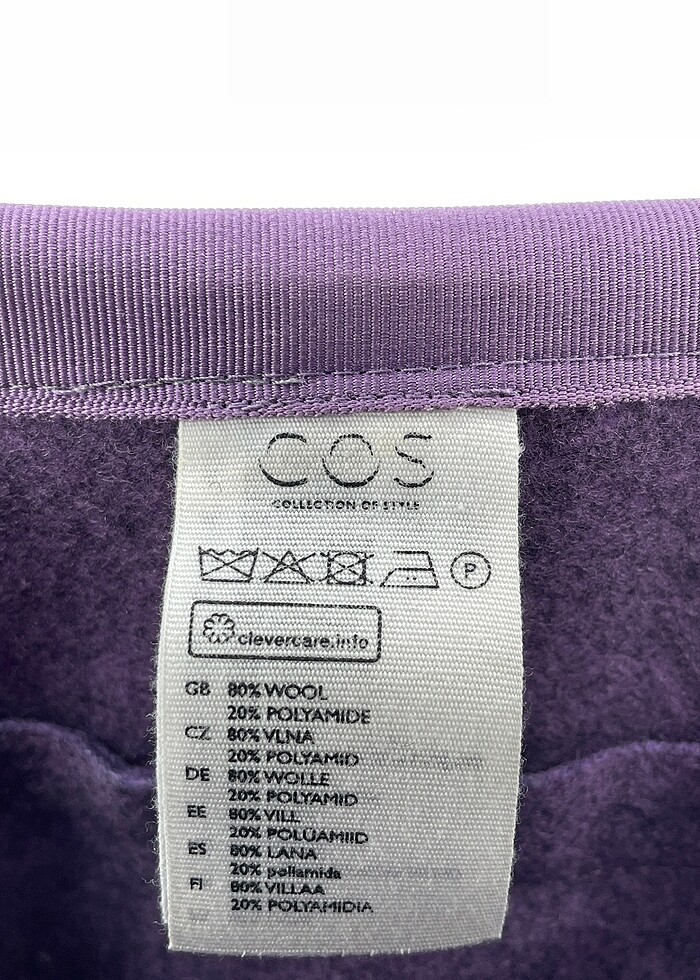 COS
COLLECTION OF STYLE
P
clevercare.info
GB 80% WOOL
20% POLYAMIDE
CZ 80% VLNA
20% POLYAMID
DE 80% WOLLE
20% POLYAMID
EE 80% VILL
20% POLÜAMIID
ES 80% LANA
20% poliamida
FI 80% VILLAA
20% POLYAMIDIA